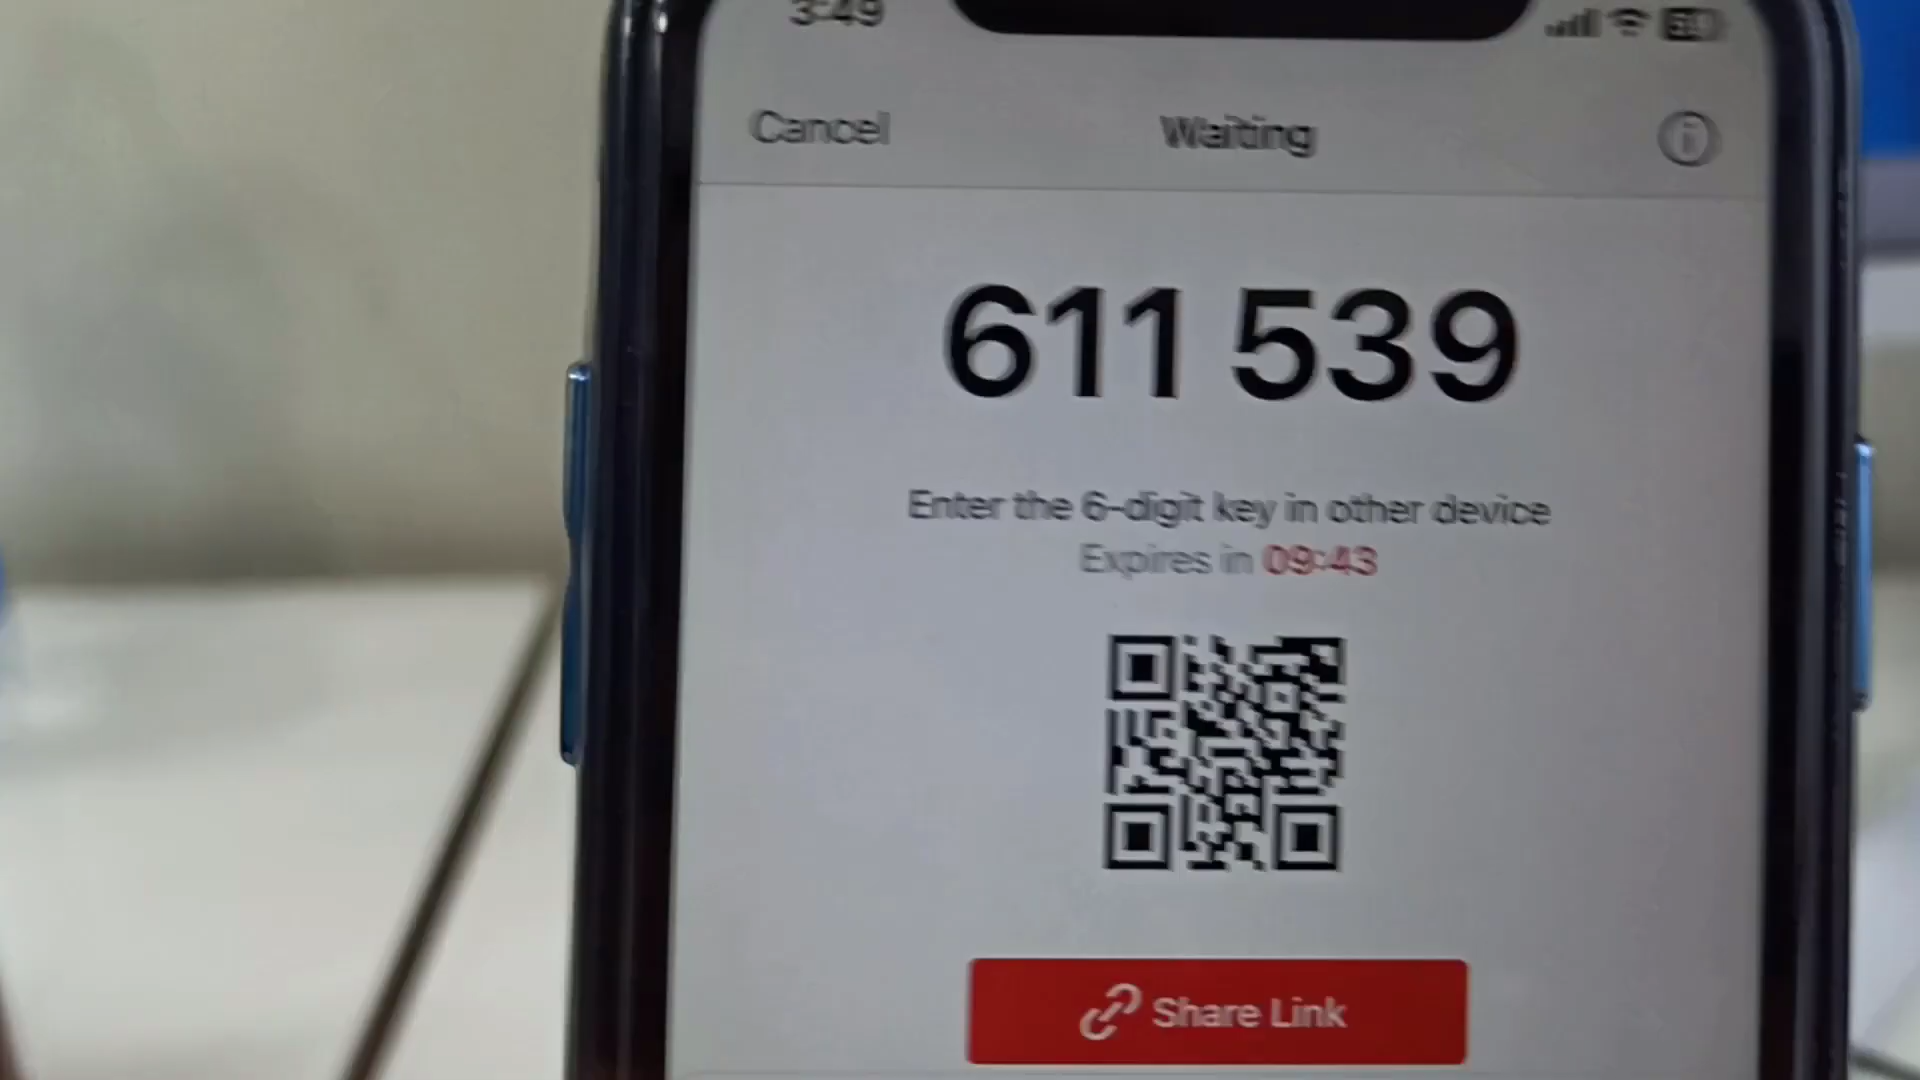 3:49
Cancel Waiting
611 539
Enter the 6-digit key in other device
Expires in 09:43
Share Link